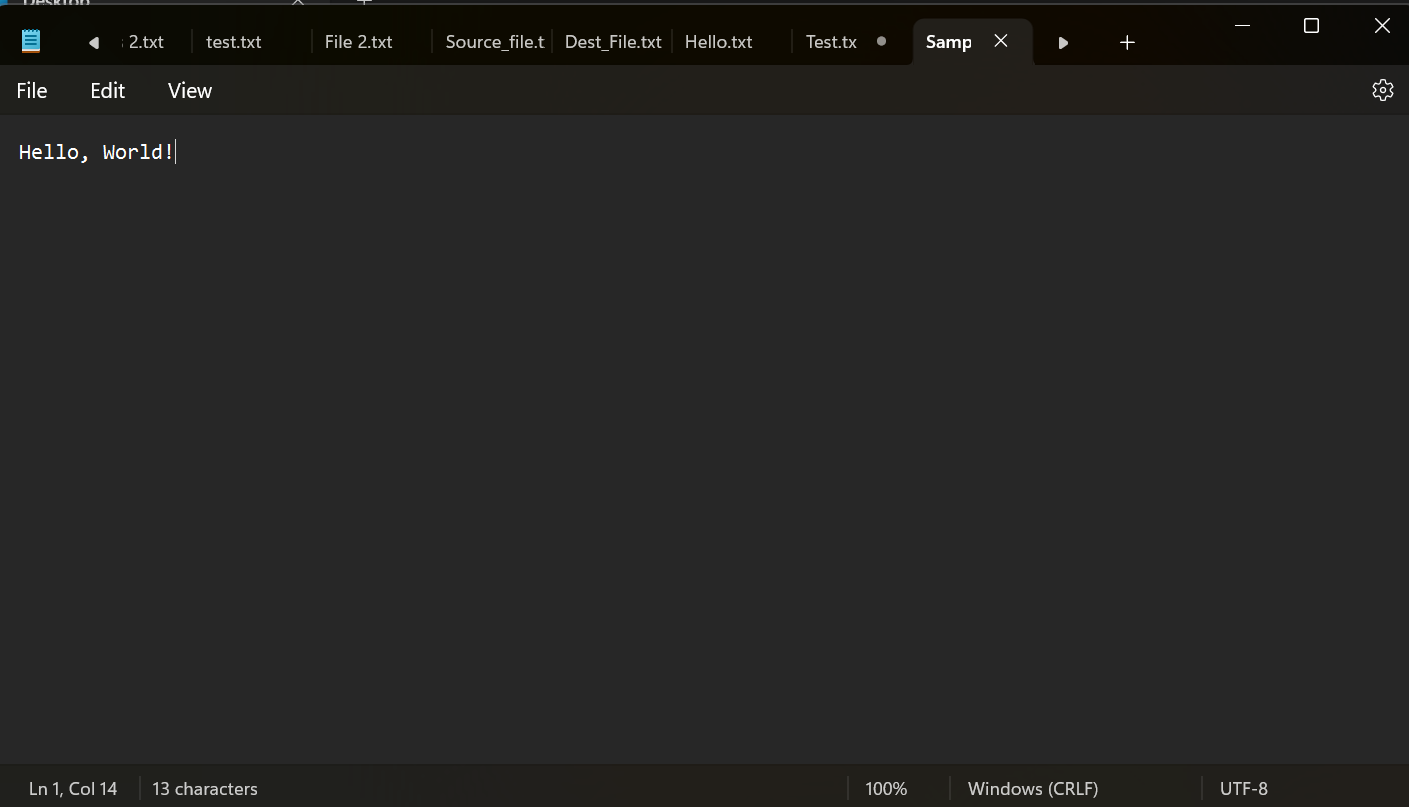 Desktop
2.txt test.txt File 2.txt Source_file.t Dest_File.txt Hello.txt Test.tx Samp
File Edit View
Hello, World!
Ln 1, Col 14 13 characters 100% Windows (CRLF) UTF-8